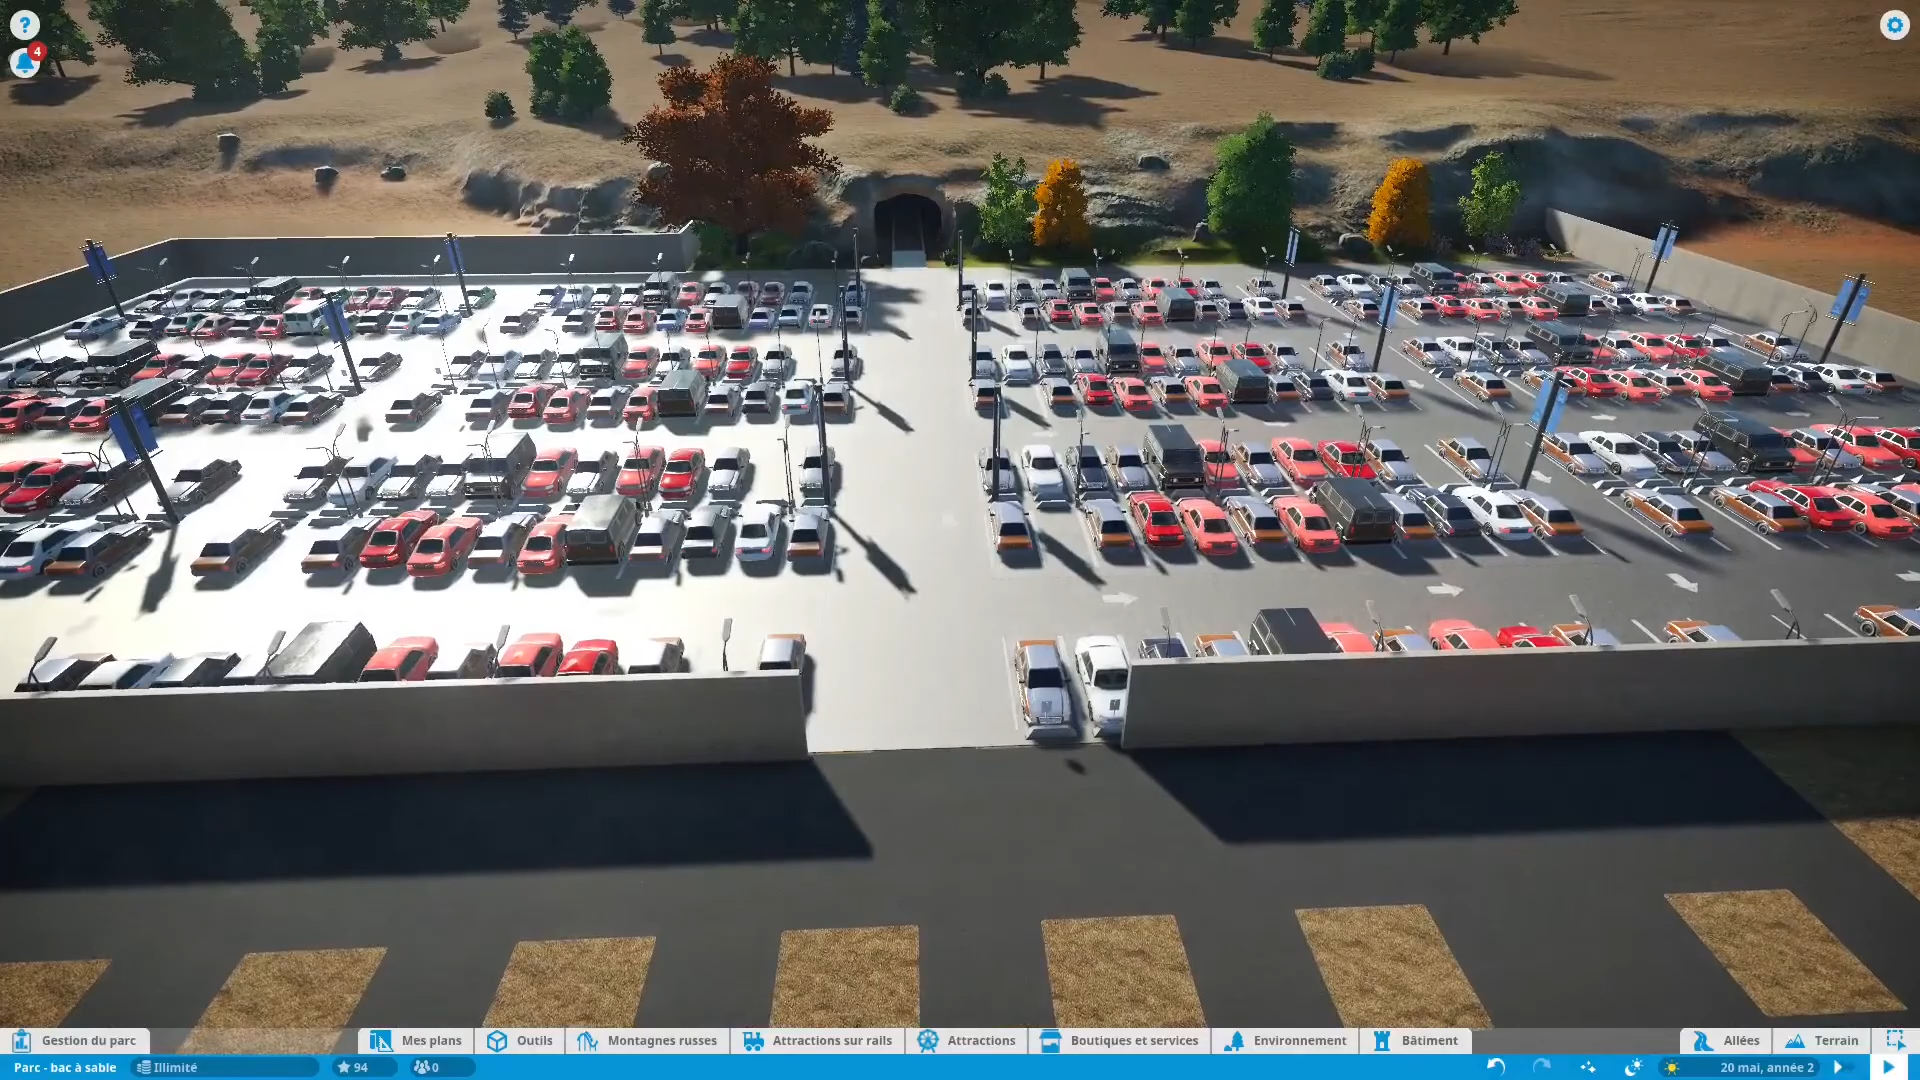 4
Gestion du parc
Mes plans
Outils
Montagnes russes
Attractions sur rails
Attractions
Boutiques et services
Environnement
Bâtiment
Allées
Terrain
Parc - bac à sable
Illimité
94
0
20 mai, année 2